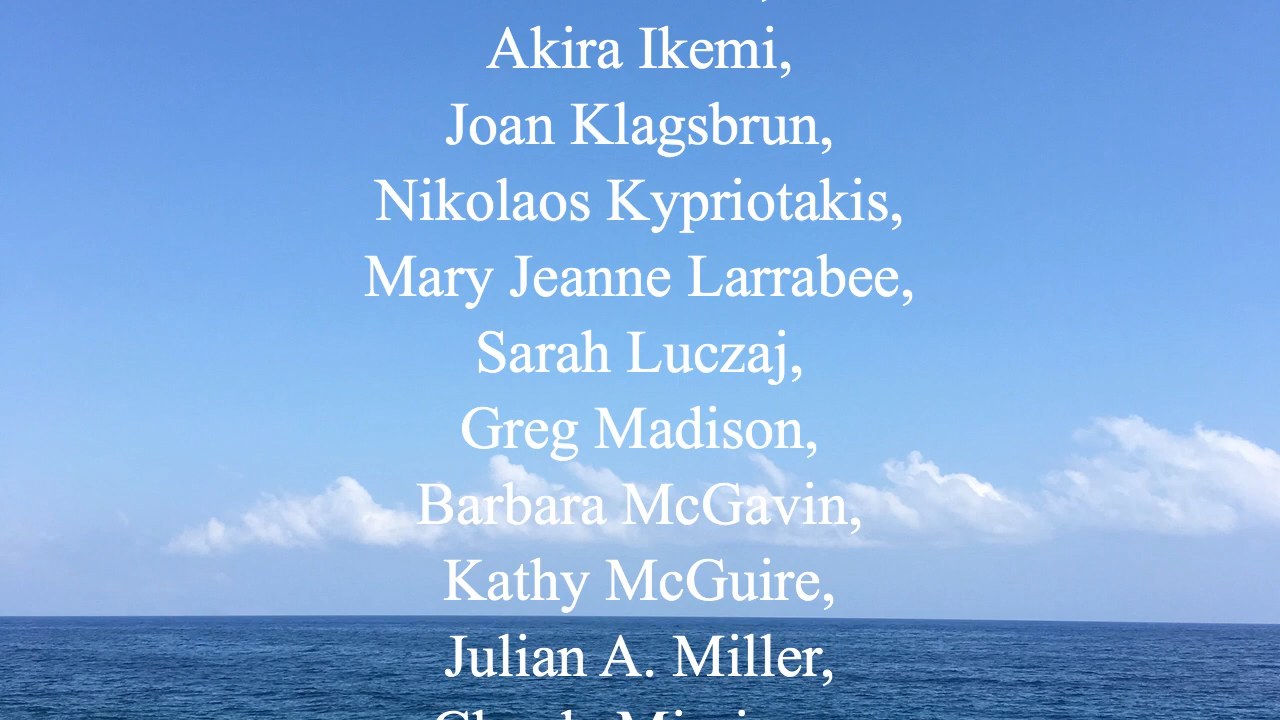 Akira Ikemi,
Joan Klagsbrun,
Nikolaos Kypriotakis,
Mary Jeanne Larrabee,
Sarah Luczaj,
Greg Madison,
Barbara McGavin,
Kathy McGuire,
Julian A. Miller,